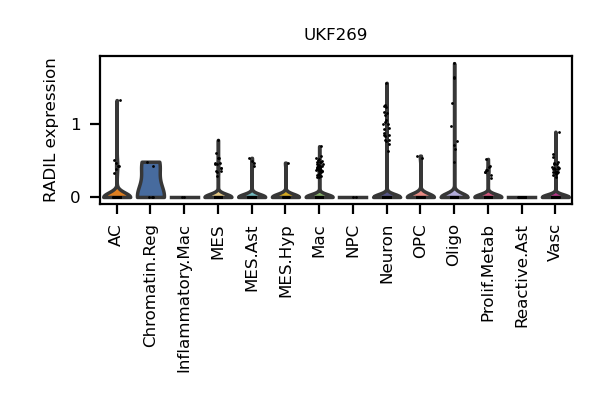 UKF269
RADIL expression
1
0
AC
Chromatin.Reg
Inflammatory.Mac
MES
MES.Ast
MES.Hyp
Mac
NPC
Neuron
OPC
Oligo
Prolif.Metab
Reactive.Ast
Vasc